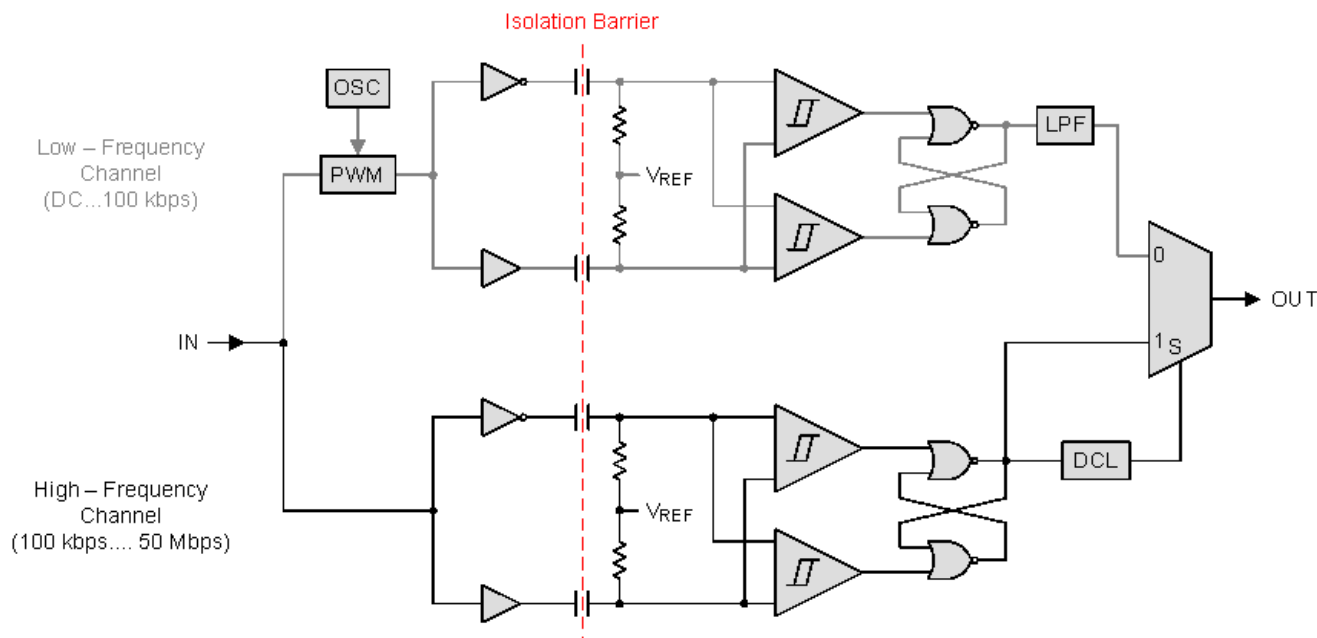 Isolation Barrier
OSC
Low – Frequency
Channel
(DC...100 kbps)
PWM
VREF
LPF
0
OUT
IN
1
S
High – Frequency
Channel
(100 kbps.... 50 Mbps)
VREF
DCL